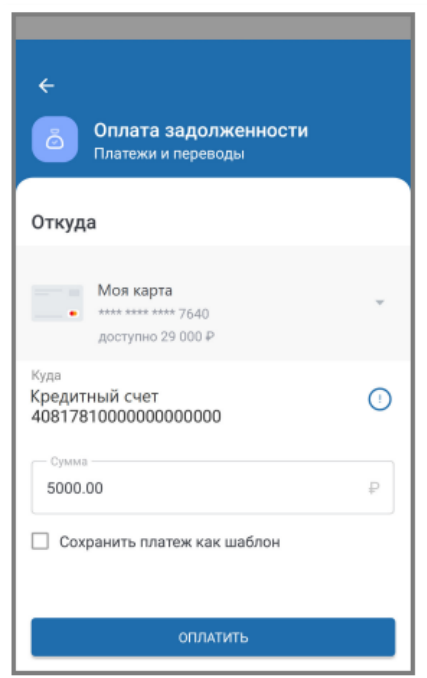 Оплата задолженности
Платежи и переводы
Откуда
Моя карта
**** **** **** 7640
доступно 29 000 ₽
Куда
Кредитный счет
40817810000000000000
Сумма
5000.00 ₽
Сохранить платеж как шаблон
ОПЛАТИТЬ